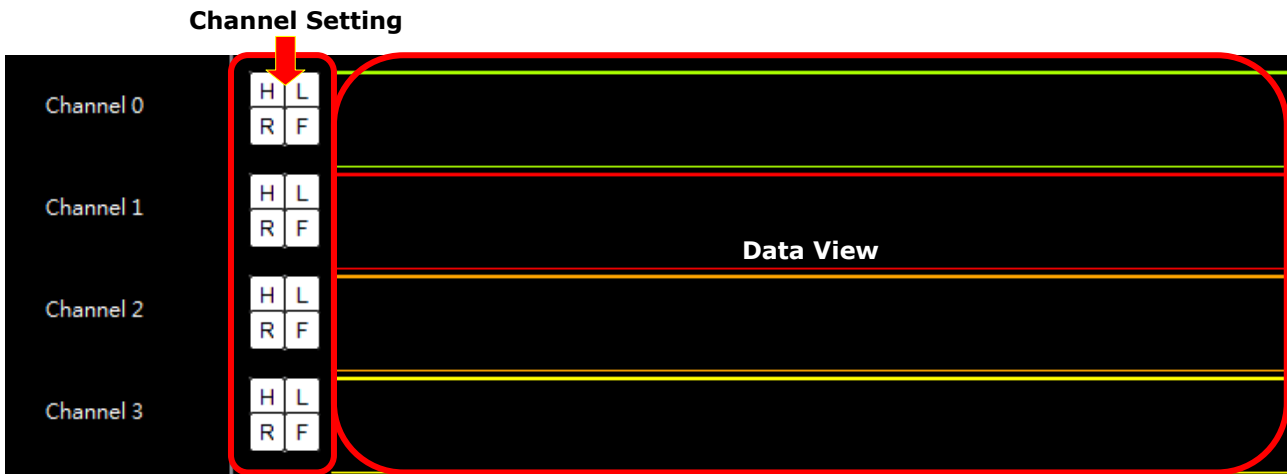 Channel Setting
Channel 0
H L
R F
Channel 1
H L
R F
Data View
Channel 2
H L
R F
Channel 3
H L
R F